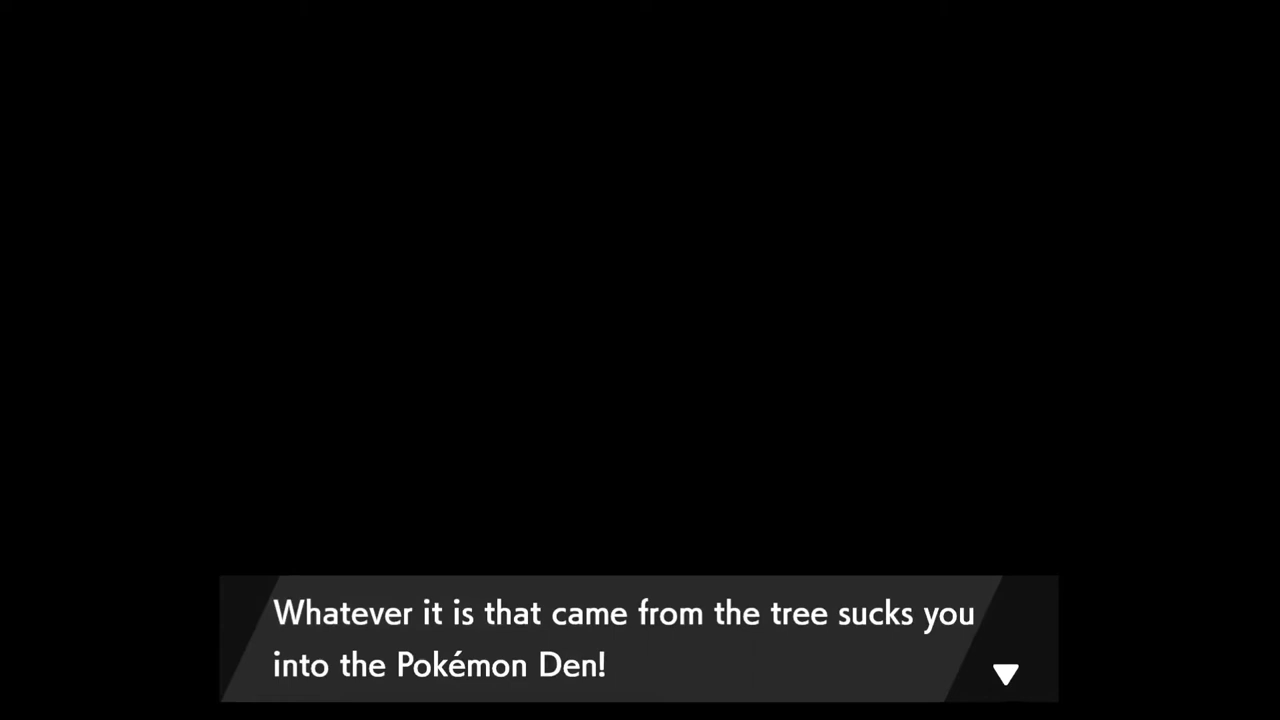 Whatever it is that came from the tree sucks you
into the Pokémon Den!